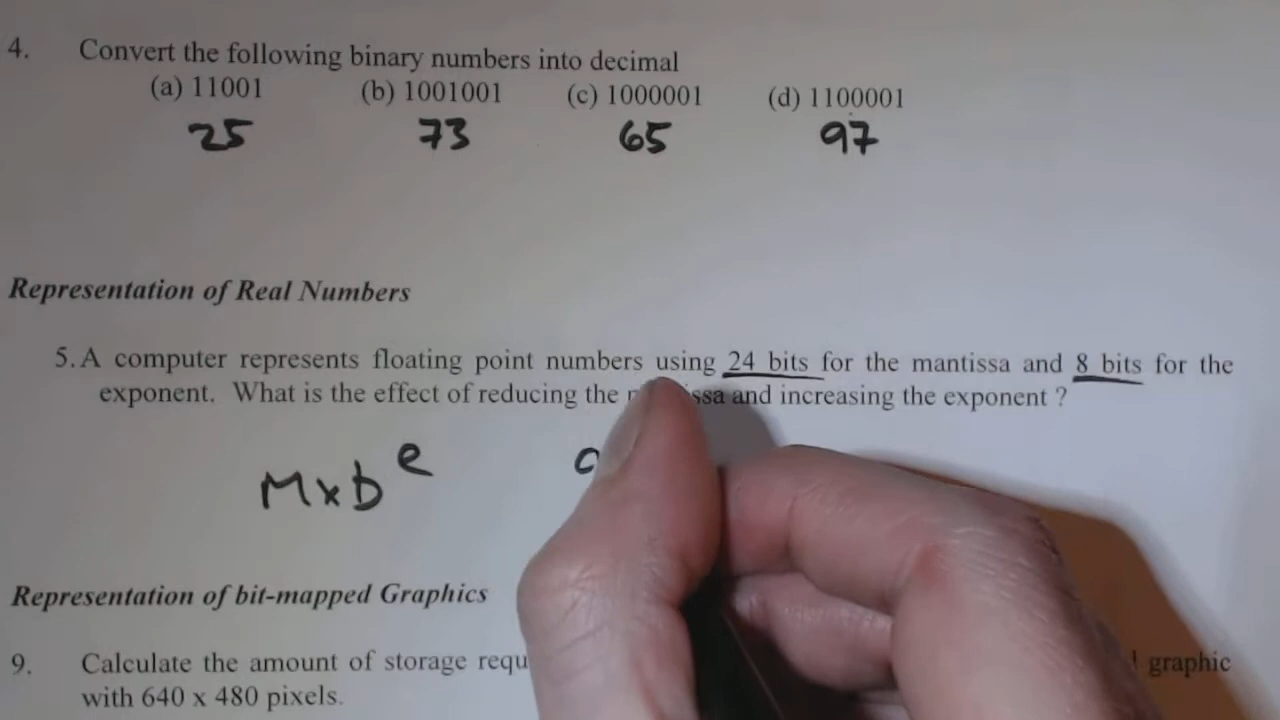 4. Convert the following binary numbers into decimal
(a) 11001 (b) 1001001 (c) 1000001 (d) 1100001
25 73 65 97
Representation of Real Numbers
5. A computer represents floating point numbers using 24 bits for the mantissa and 8 bits for the
exponent. What is the effect of reducing the and increasing the exponent ?
M x b e
Representation of bit-mapped Graphics
9. Calculate the amount of storage graphic
with 640 x 480 pixels.